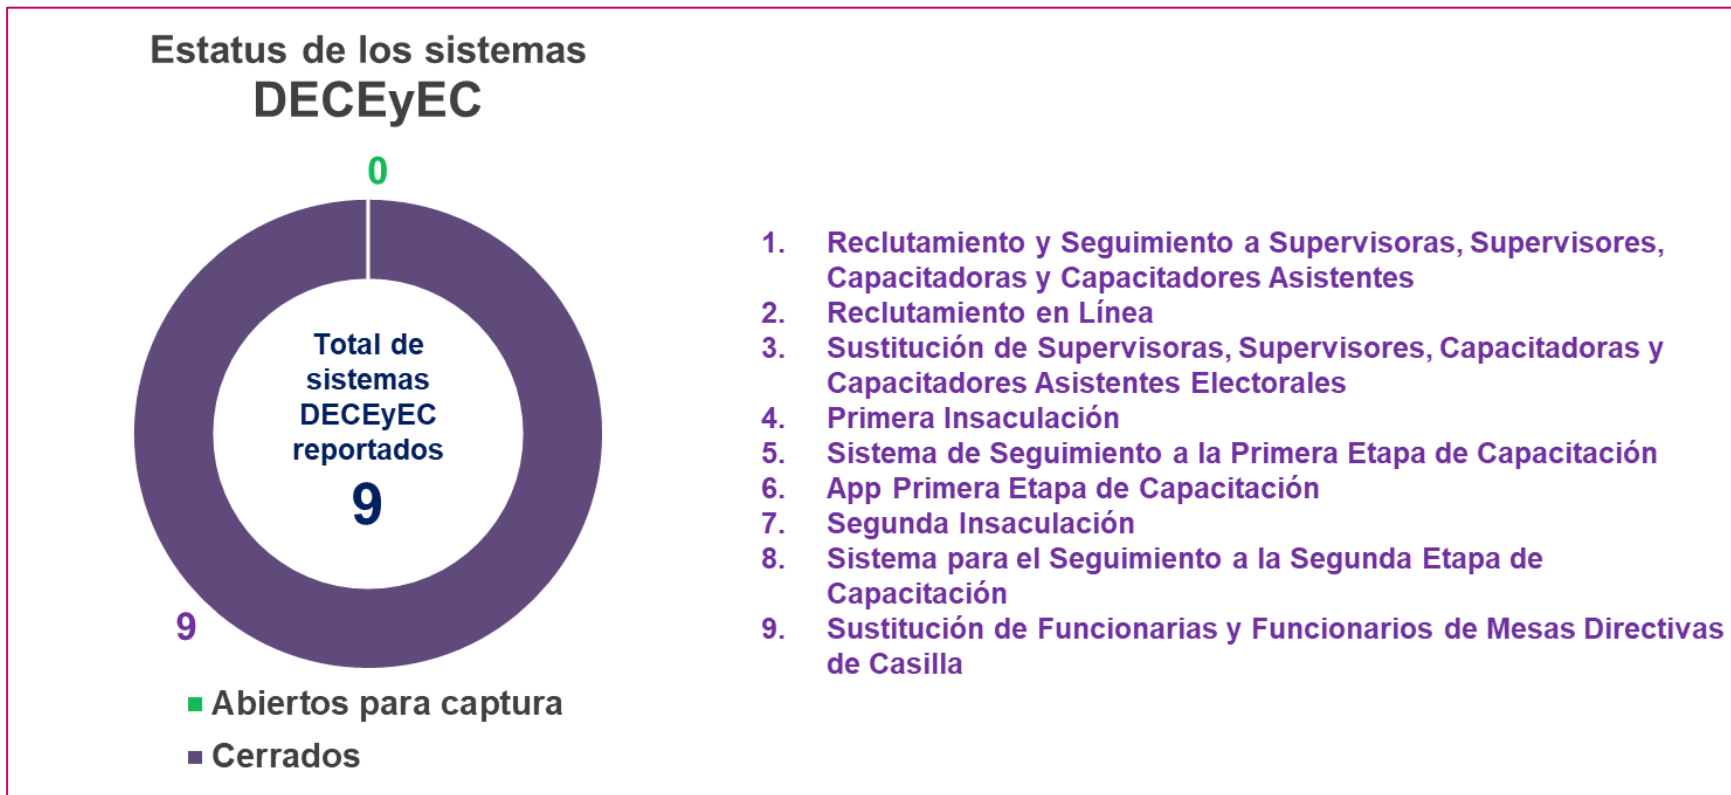 Estatus de los sistemas
DECEyEC
0
Total de
sistemas
DECEyEC
reportados
9
9
Abiertos para captura
Cerrados
1. Reclutamiento y Seguimiento a Supervisoras, Supervisores,
Capacitadoras y Capacitadores Asistentes
2. Reclutamiento en Línea
3. Sustitución de Supervisoras, Supervisores, Capacitadoras y
Capacitadores Asistentes Electorales
4. Primera Insaculación
5. Sistema de Seguimiento a la Primera Etapa de Capacitación
6. App Primera Etapa de Capacitación
7. Segunda Insaculación
8. Sistema para el Seguimiento a la Segunda Etapa de
Capacitación
9. Sustitución de Funcionarias y Funcionarios de Mesas Directivas
de Casilla